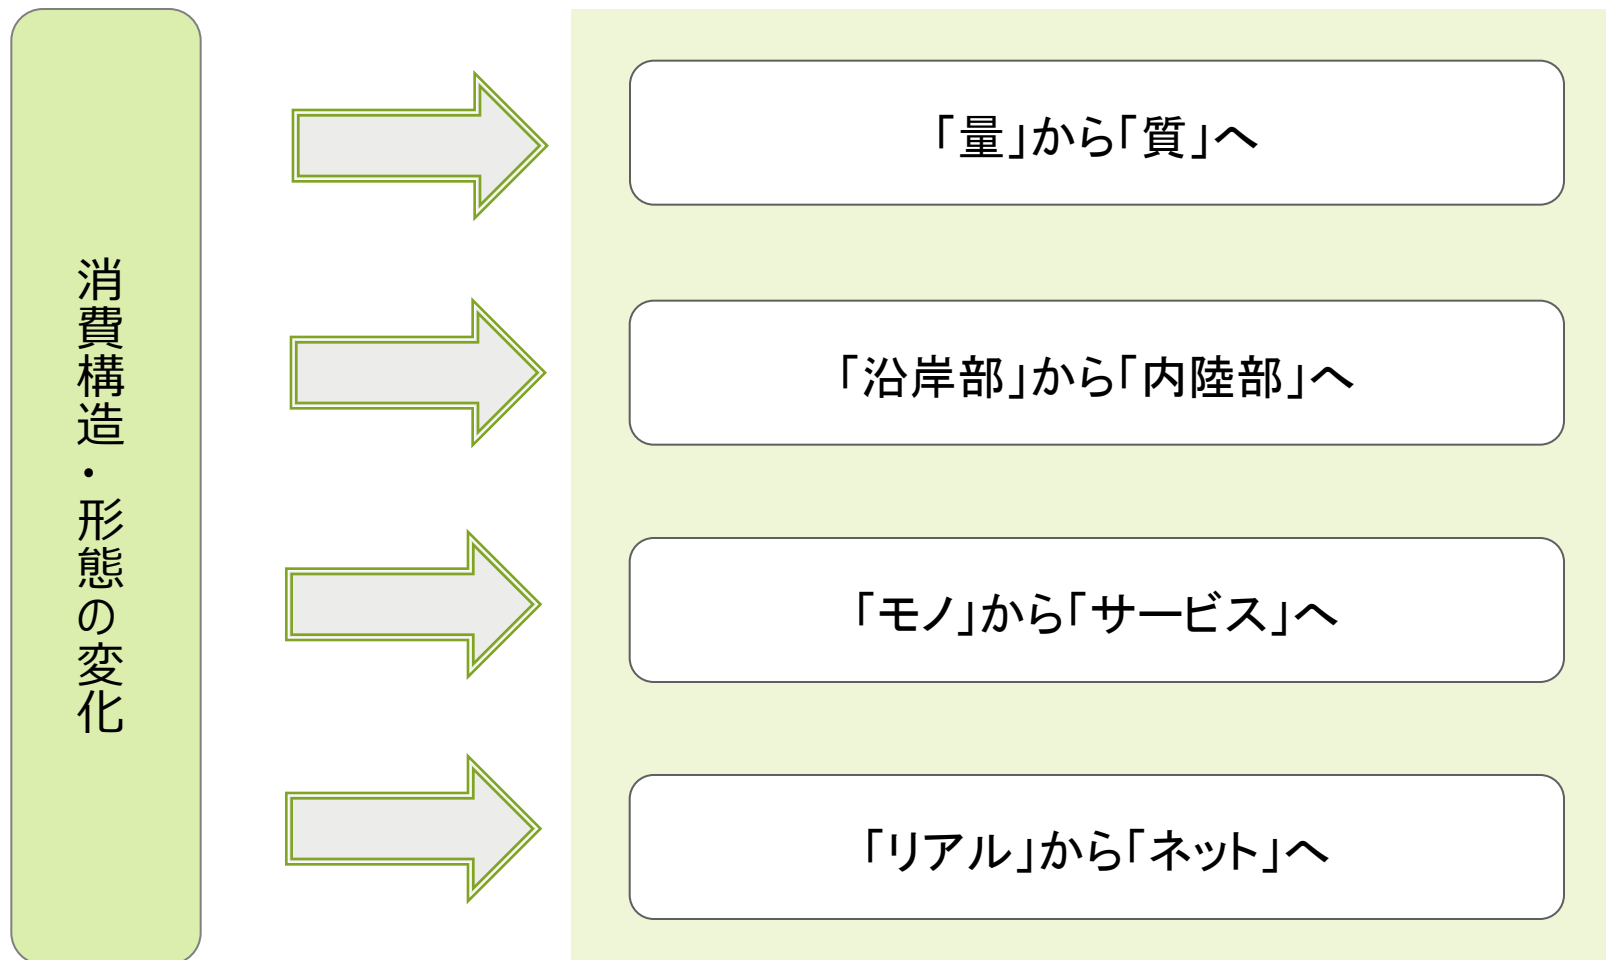 消費構造・形態の変化
「量」から「質」へ
「沿岸部」から「内陸部」へ
「モノ」から「サービス」へ
「リアル」から「ネット」へ